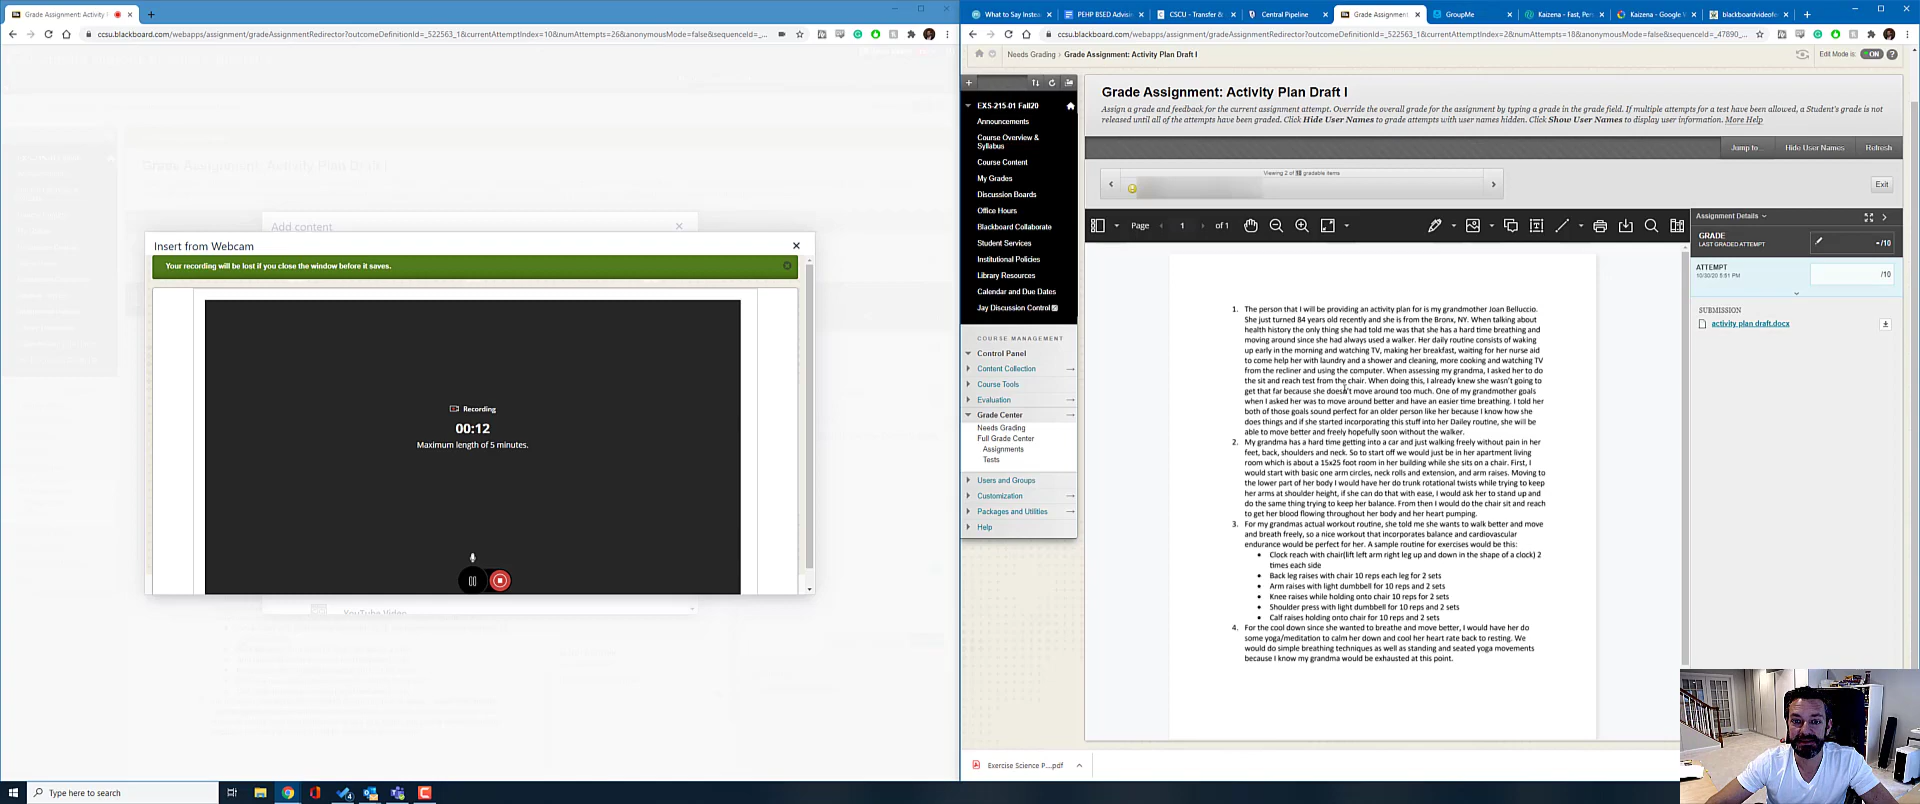 Grade Assignment: Activity
ccsu.blackboard.com/webapps/assignment/gradeAssignmentRedirector?outcomeDefinitionId=_522563_1&currentAttemptIndex=10&numAttempts=26&anonymousMode=false&sequenceId=_...
Grade Assignment: Activity Plan Draft I
Add content
Insert from Webcam
Your recording will be lost if you close the window before it saves.
Recording
00:12
Maximum length of 5 minutes.
YouTube Video
What to Say Instea
PEHP BSED Advisi
CSCU - Transfer &
Central Pipeline
Grade Assignment
GroupMe
Kaizena - Fast, Per
Kaizena - Google W
blackboardvideofe
ccsu.blackboard.com/webapps/assignment/gradeAssignmentRedirector?outcomeDefinitionId=_522563_1&currentAttemptIndex=2&numAttempts=18&anonymousMode=false&sequenceId=_47890_...
Needs Grading > Grade Assignment: Activity Plan Draft I
Edit Mode is: ON ?
EXS-215-01 Fall20
Announcements
Course Overview &
Syllabus
Course Content
My Grades
Discussion Boards
Office Hours
Blackboard Collaborate
Student Services
Institutional Policies
Library Resources
Calendar and Due Dates
Jay Discussion Control
COURSE MANAGEMENT
Control Panel
Content Collection
Course Tools
Evaluation
Grade Center
Needs Grading
Full Grade Center
Assignments
Tests
Users and Groups
Customization
Packages and Utilities
Help
Grade Assignment: Activity Plan Draft I
Assign a grade and feedback for the current assignment attempt. Override the overall grade for the assignment by typing a grade in the grade field. If multiple attempts for a test have been allowed, a Student's grade is
not released until all of the attempts have been graded. Click Hide User Names to grade attempts with user names hidden. Click Show User Names to display user information. More Help
Jump to...
Hide User Names
Refresh
Viewing 2 of 18 gradable items
Exit
Page 1 of 1
Assignment Details
GRADE
LAST GRADED ATTEMPT
-/10
ATTEMPT
10/30/20 5:51 PM
/10
SUBMISSION
activity plan draft.docx
1. The person that I will be providing an activity plan for is my grandmother Joan Belluccio.
She just turned 84 years old recently and she is from the Bronx, NY. When talking about
health history the only thing she had told me was that she has a hard time breathing and
moving around since she had always used a walker. Her daily routine consists of waking
up early in the morning and watching TV, making her breakfast, waiting for her nurse aid
to come help her with laundry and a shower and cleaning, more cooking and watching TV
from the recliner and using the computer. When assessing my grandma, I asked her to do
the sit and reach test from the chair. When doing this, I already knew she wasn't going to
get that far because she doesn't move around too much. One of my grandmother goals
when I asked her was to move around better and have an easier time breathing. I told her
both of those goals sound perfect for an older person like her because I know how she
does things and if she started incorporating this stuff into her Dailey routine, she will be
able to move better and freely hopefully soon without the walker.
2. My grandma has a hard time getting into a car and just walking freely without pain in her
feet, back, shoulders and neck. So to start off we would just be in her apartment living
room which is about a 15x25 foot room in her building while she sits on a chair. First, I
would start with basic one arm circles, neck rolls and extension, and arm raises. Moving to
the lower part of her body I would have her do trunk rotational twists while trying to keep
her arms at shoulder height, if she can do that with ease, I would ask her to stand up and
do the same thing trying to keep her balance. From then I would do the chair sit and reach
to get her blood flowing throughout her body and her heart pumping.
3. For my grandmas actual workout routine, she told me she wants to walk better and move
and breath freely, so a nice workout that incorporates balance and cardiovascular
endurance would be perfect for her. A sample routine for exercises would be this:
• Clock reach with chair(lift left arm right leg up and down in the shape of a clock) 2
times each side
• Back leg raises with chair 10 reps each leg for 2 sets
• Arm raises with light dumbbell for 10 reps and 2 sets
• Knee raises while holding onto chair 10 reps for 2 sets
• Shoulder press with light dumbbell for 10 reps and 2 sets
• Calf raises holding onto chair for 10 reps and 2 sets
4. For the cool down since she wanted to breathe and move better, I would have her do
some yoga/meditation to calm her down and cool her heart rate back to resting. We
would do simple breathing techniques as well as standing and seated yoga movements
because I know my grandma would be exhausted at this point.
Exercise Science P....pdf
Type here to search